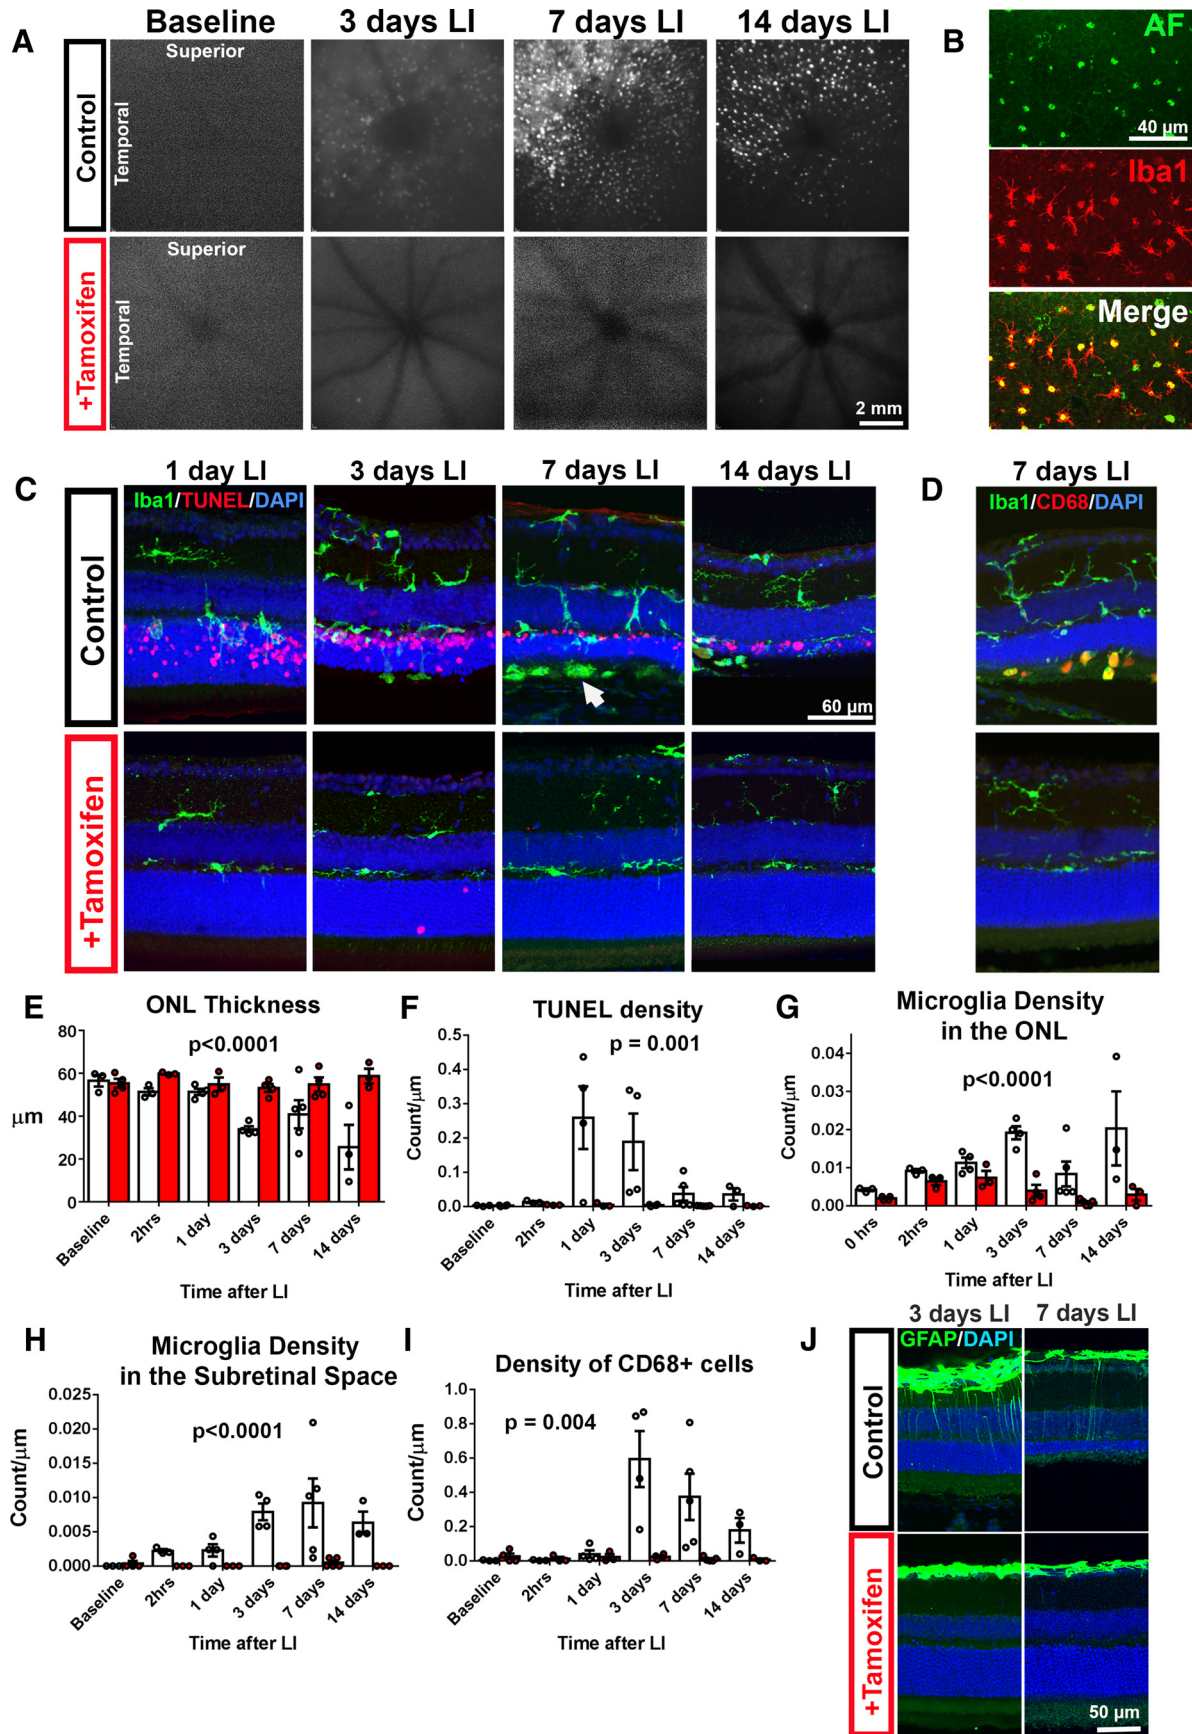 A
Baseline
3 days LI
7 days LI
14 days LI
Control
Superior
Temporal
+Tamoxifen
Superior
Temporal
2 mm
B
AF
40 µm
Iba1
Merge
C
1 day LI
3 days LI
7 days LI
14 days LI
Iba1/TUNEL/DAPI
Control
60 µm
+Tamoxifen
D
7 days LI
Iba1/CD68/DAPI
E
ONL Thickness
p<0.0001
80
60
40
20
0
µm
Baseline
2hrs
1 day
3 days
7 days
14 days
Time after LI
F
TUNEL density
p = 0.001
0.5
0.4
0.3
0.2
0.1
0.0
Count/µm
Baseline
2hrs
1 day
3 days
7 days
14 days
Time after LI
G
Microglia Density
in the ONL
p<0.0001
0.04
0.03
0.02
0.01
0.00
Count/µm
0 hrs
2hrs
1 day
3 days
7 days
14 days
Time after LI
H
Microglia Density
in the Subretinal Space
p<0.0001
0.025
0.020
0.015
0.010
0.005
0.000
Count/µm
Baseline
2hrs
1 day
3 days
7 days
14 days
Time after LI
I
Density of CD68+ cells
p = 0.004
1.0
0.8
0.6
0.4
0.2
0.0
Count/µm
Baseline
2hrs
1 day
3 days
7 days
14 days
Time after LI
J
3 days LI
7 days LI
GFAP/DAPI
Control
+Tamoxifen
50 µm